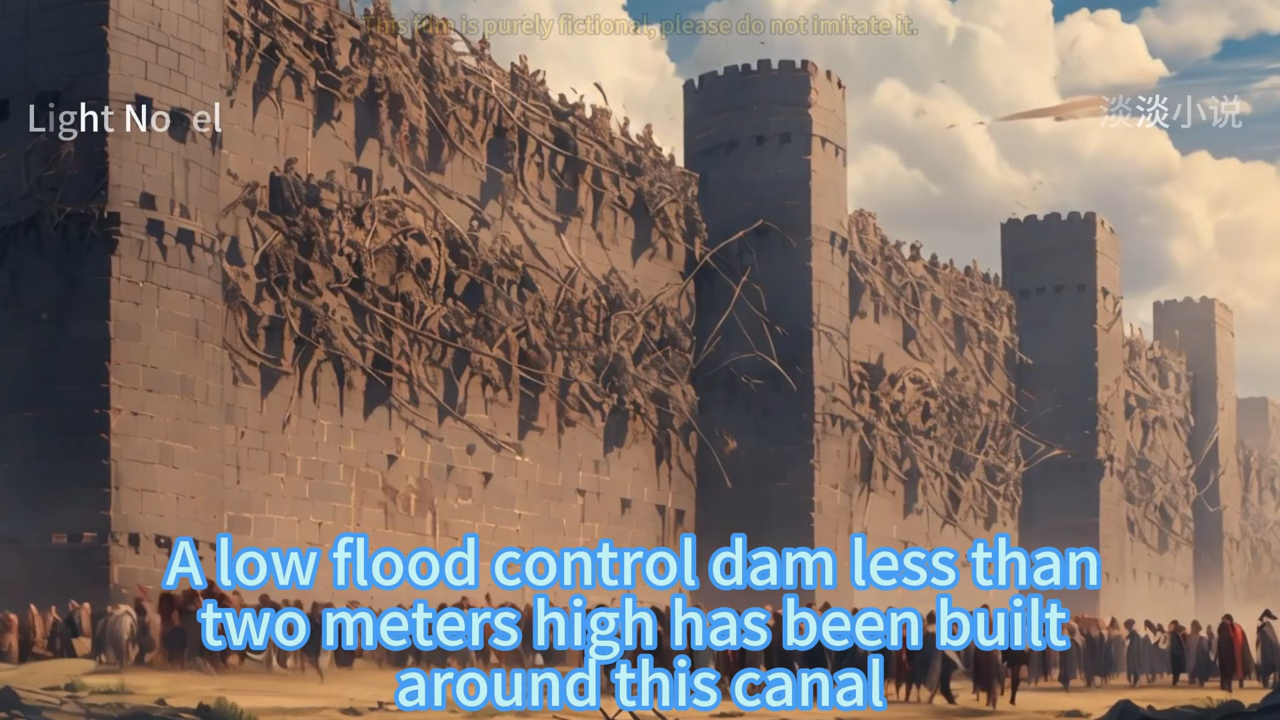 This film is purely fictional, please do not imitate it.
Light No el
淡淡小说
A low flood control dam less than
two meters high has been built
around this canal